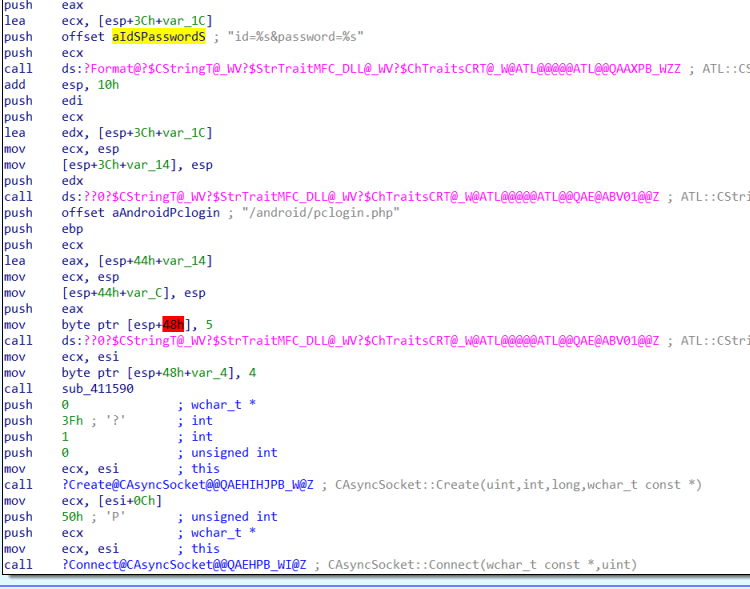 push    eax
lea     ecx, [esp+3Ch+var_1C]
push    offset aIdSPasswordS ; "id=%s&password=%s"
push    ecx
call    ds:?Format@?$CStringT@_WV?$StrTraitMFC_DLL@_WV?$ChTraitsCRT@_W@ATL@@@@@ATL@@QAAXPB_WZZ ; ATL::CS
add     esp, 10h
push    edi
push    ecx
lea     edx, [esp+3Ch+var_1C]
mov     ecx, esp
mov     [esp+3Ch+var_14], esp
push    edx
call    ds:??0?$CStringT@_WV?$StrTraitMFC_DLL@_WV?$ChTraitsCRT@_W@ATL@@@@@ATL@@QAE@ABV01@@Z ; ATL::CStri
push    offset aAndroidPclogin ; "/android/pclogin.php"
push    ebp
push    ecx
lea     eax, [esp+44h+var_14]
mov     ecx, esp
mov     [esp+44h+var_C], esp
push    eax
mov     byte ptr [esp+48h], 5
call    ds:??0?$CStringT@_WV?$StrTraitMFC_DLL@_WV?$ChTraitsCRT@_W@ATL@@@@@ATL@@QAE@ABV01@@Z ; ATL::CStri
mov     ecx, esi
mov     byte ptr [esp+48h+var_4], 4
call    sub_411590
push    0               ; wchar_t *
push    3Fh ; '?'       ; int
push    1               ; int
push    0               ; unsigned int
mov     ecx, esi        ; this
call    ?Create@CAsyncSocket@@QAEHIHJPB_W@Z ; CAsyncSocket::Create(uint,int,long,wchar_t const *)
mov     ecx, [esi+0Ch]
push    50h ; 'P'       ; unsigned int
push    ecx             ; wchar_t *
mov     ecx, esi        ; this
call    ?Connect@CAsyncSocket@@QAEHPB_WI@Z ; CAsyncSocket::Connect(wchar_t const *,uint)